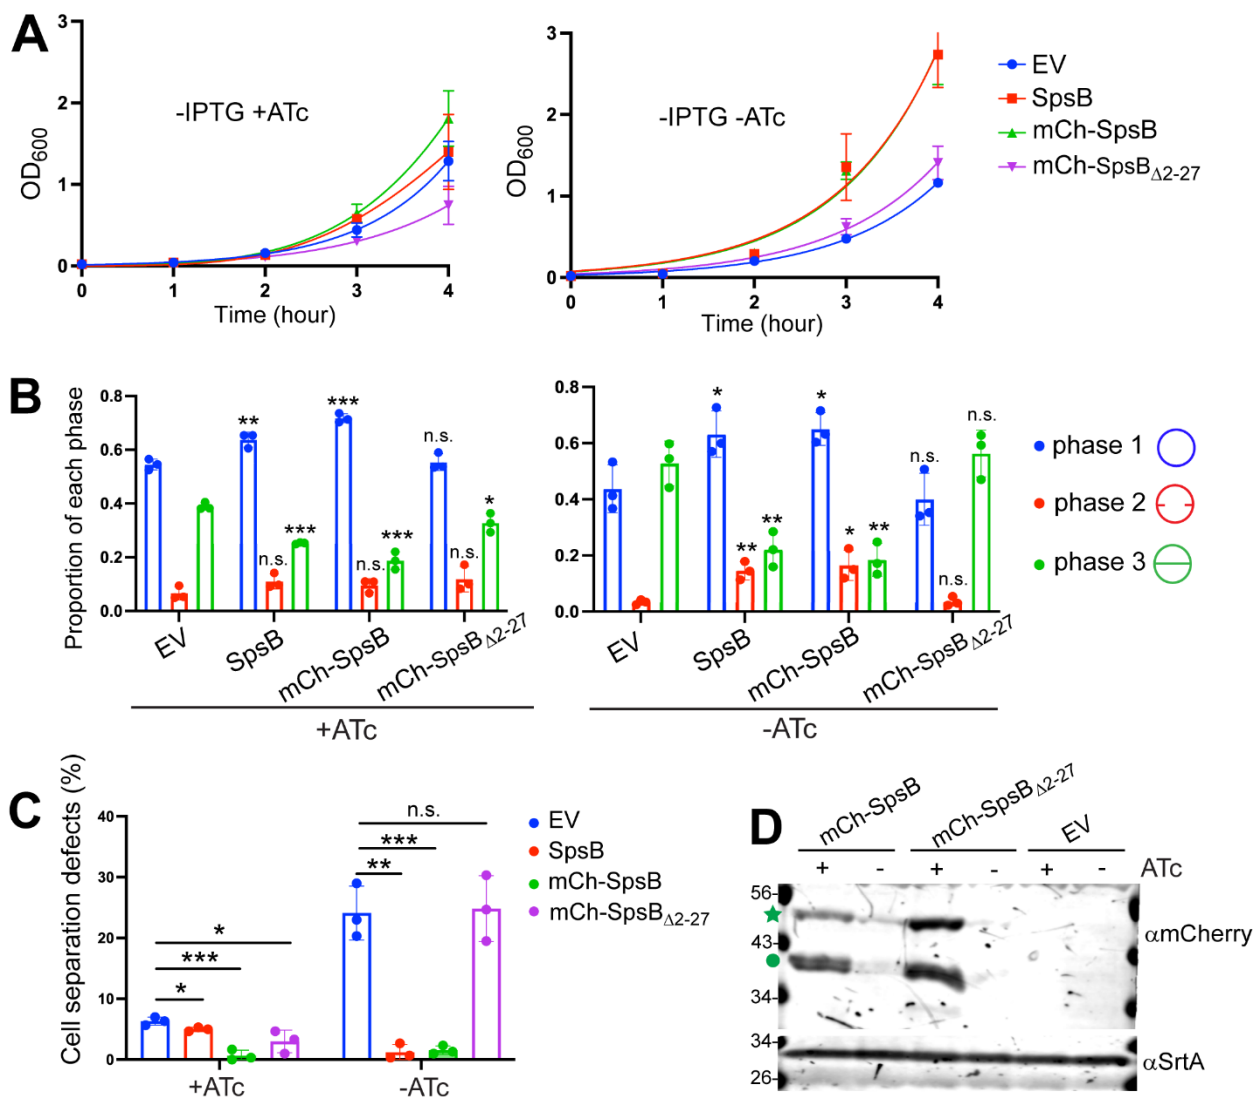 A
3
2
1
0
OD600
-IPTG +ATc
0 1 2 3 4
Time (hour)
3
2
1
0
OD600
-IPTG -ATc
0 1 2 3 4
Time (hour)
EV
SpsB
mCh-SpsB
mCh-SpsBΔ2-27
B
Proportion of each phase
0.8
0.6
0.4
0.2
0.0
** n.s. ***
*** n.s. ***
n.s. n.s. *
EV SpsB mCh-SpsB mCh-SpsBΔ2-27
+ATc
0.8
0.6
0.4
0.2
0.0
* ** **
* * **
n.s. n.s. n.s.
EV SpsB mCh-SpsB mCh-SpsBΔ2-27
-ATc
phase 1
phase 2
phase 3
C
Cell separation defects (%)
40
30
20
10
0
*
***
*
n.s.
***
**
+ATc -ATc
EV
SpsB
mCh-SpsB
mCh-SpsBΔ2-27
D
mCh-SpsB mCh-SpsBΔ2-27 EV
+ - + - + - ATc
56-
43-
34-
αmCherry
34-
26-
αSrtA